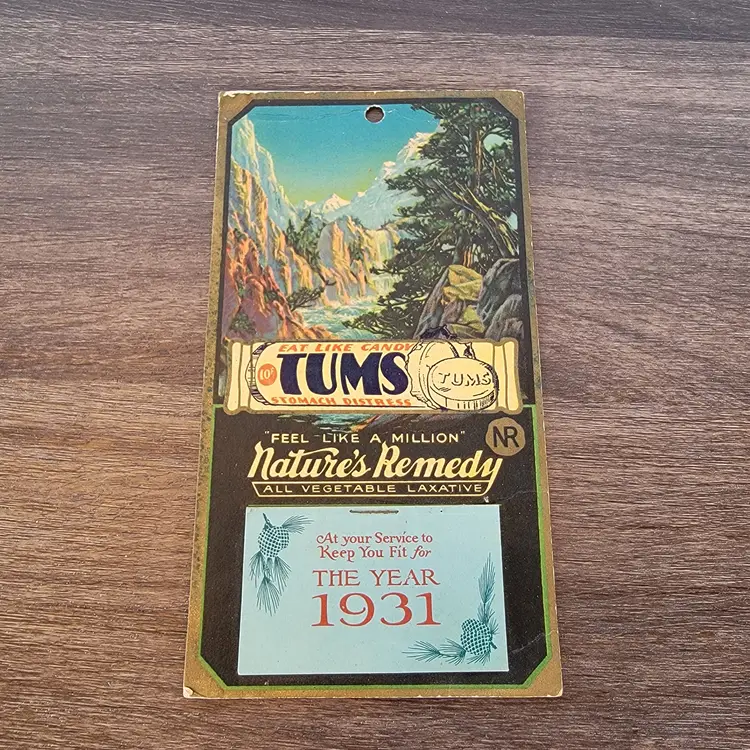 EAT LIKE CANDY
10¢
TUMS
TUMS
STOMACH DISTRESS
"FEEL LIKE A MILLION"
NR
Nature's Remedy
ALL VEGETABLE LAXATIVE
At your Service to
Keep You Fit for
THE YEAR
1931